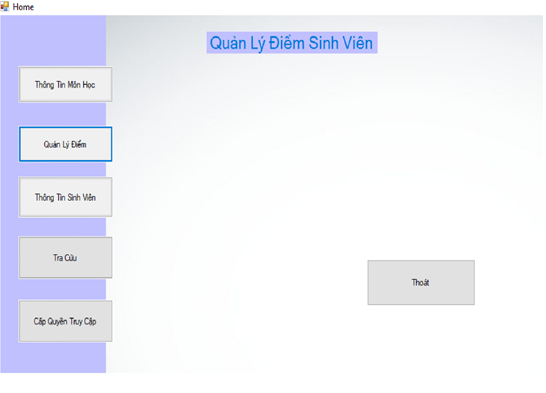 Home
Quản Lý Điểm Sinh Viên
Thông Tin Môn Học
Quản Lý Điểm
Thông Tin Sinh Viên
Tra Cứu
Cấp Quyền Truy Cập
Thoát